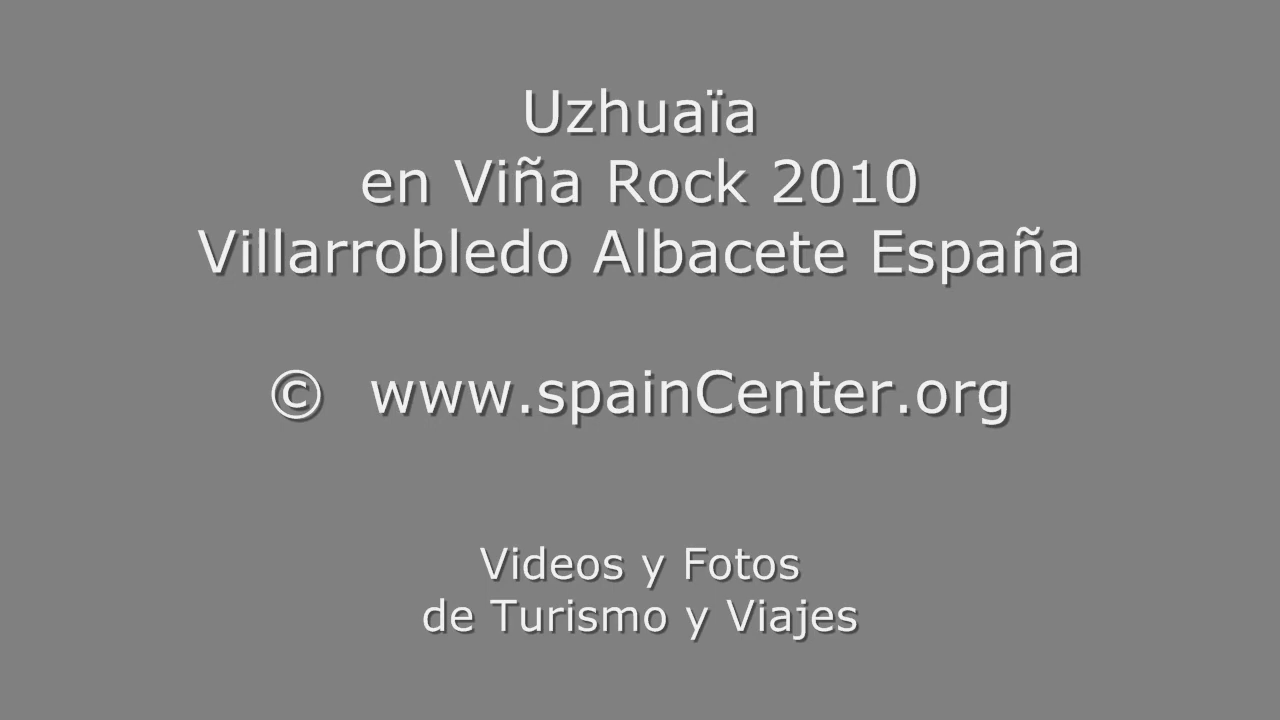 Uzhuaïa
en Viña Rock 2010
Villarrobledo Albacete España
© www.spainCenter.org
Videos y Fotos
de Turismo y Viajes